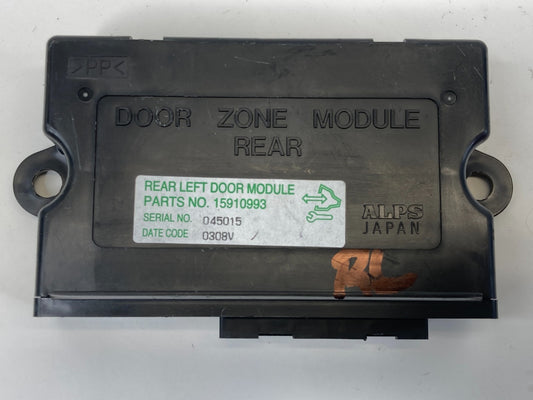 >PP<
DOOR ZONE MODULE
REAR
REAR LEFT DOOR MODULE
PARTS NO. 15910993
SERIAL NO. 045015
DATE CODE 0308V /
ALPS
JAPAN
RL